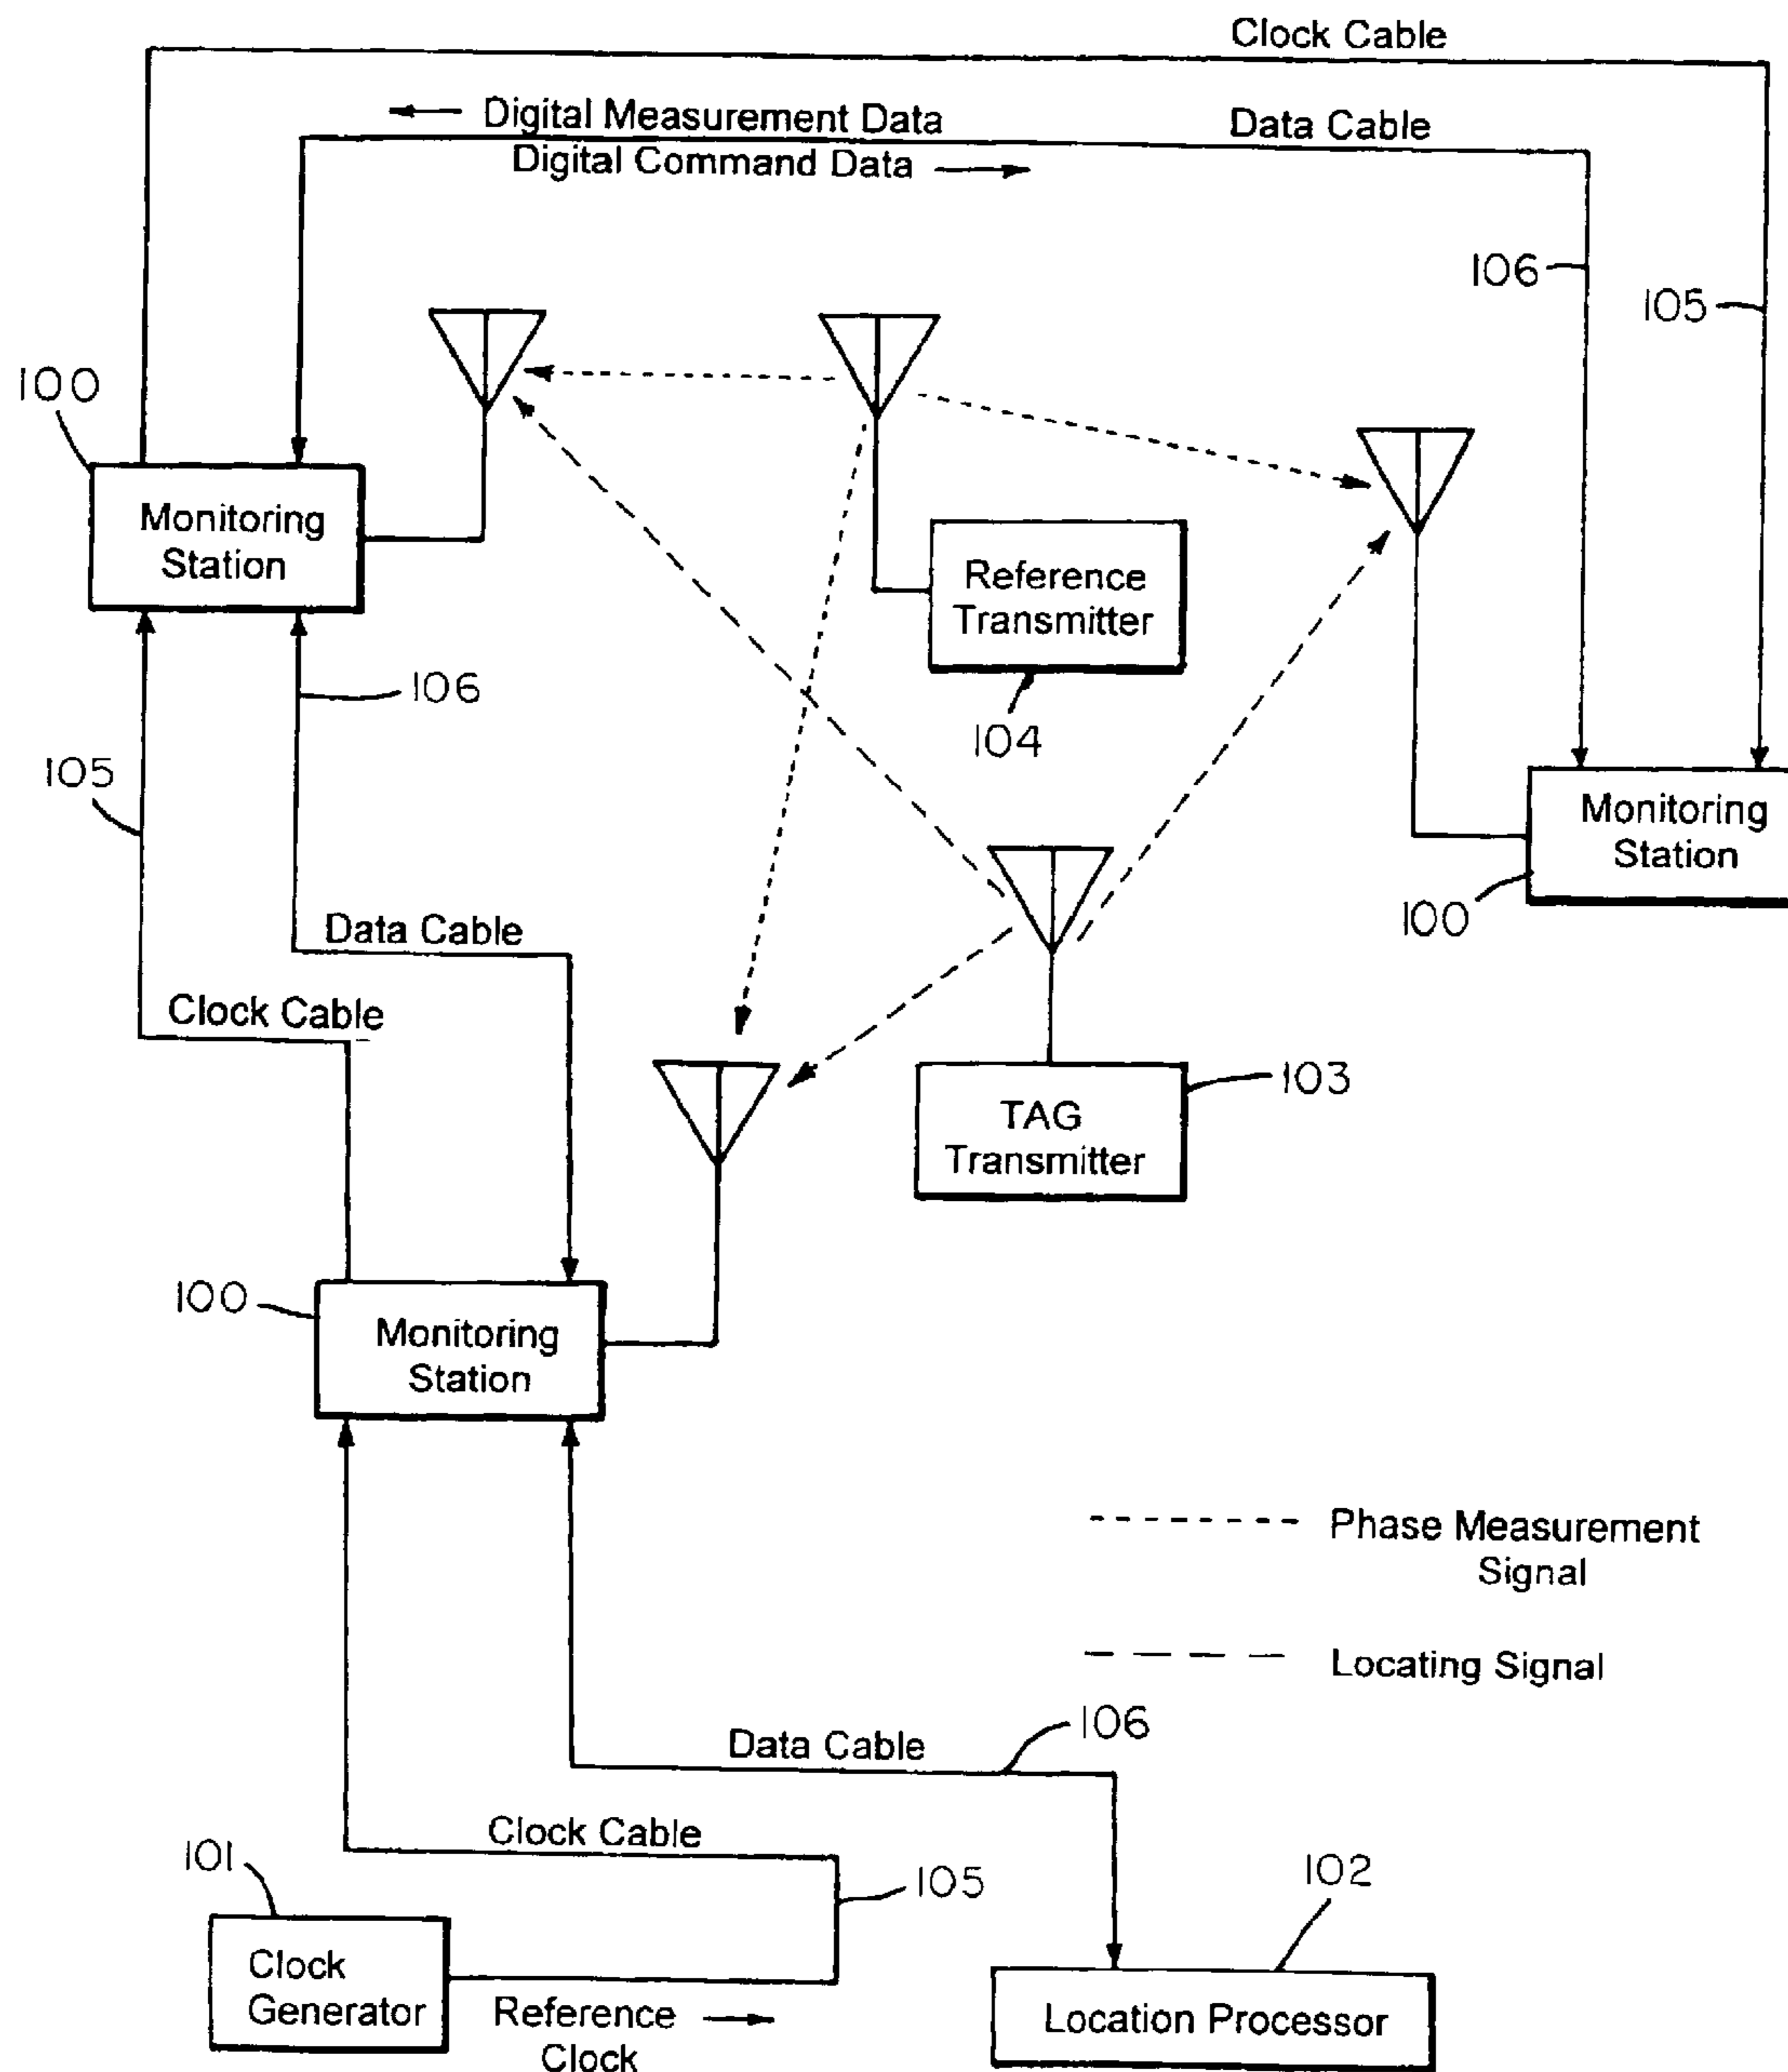 Clock Cable
Digital Measurement Data
Data Cable
Digital Command Data
106
105
100
Monitoring
Station
Reference
Transmitter
104
106
105
Monitoring
Station
100
Data Cable
Clock Cable
103
TAG
Transmitter
100
Monitoring
Station
Phase Measurement
Signal
Locating Signal
106
Data Cable
Clock Cable
101
105
102
Clock
Generator
Reference
Clock
Location Processor